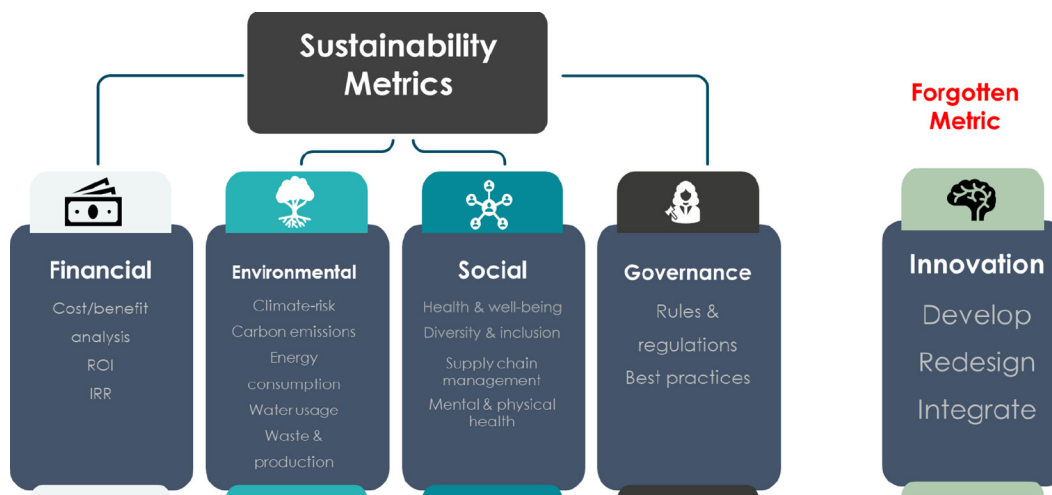 Sustainability
Metrics
Forgotten
Metric
Financial
Cost/benefit
analysis
ROI
IRR
Environmental
Climate-risk
Carbon emissions
Energy
consumption
Water usage
Waste &
production
Social
Health & well-being
Diversity & inclusion
Supply chain
management
Mental & physical
health
Governance
Rules &
regulations
Best practices
Innovation
Develop
Redesign
Integrate